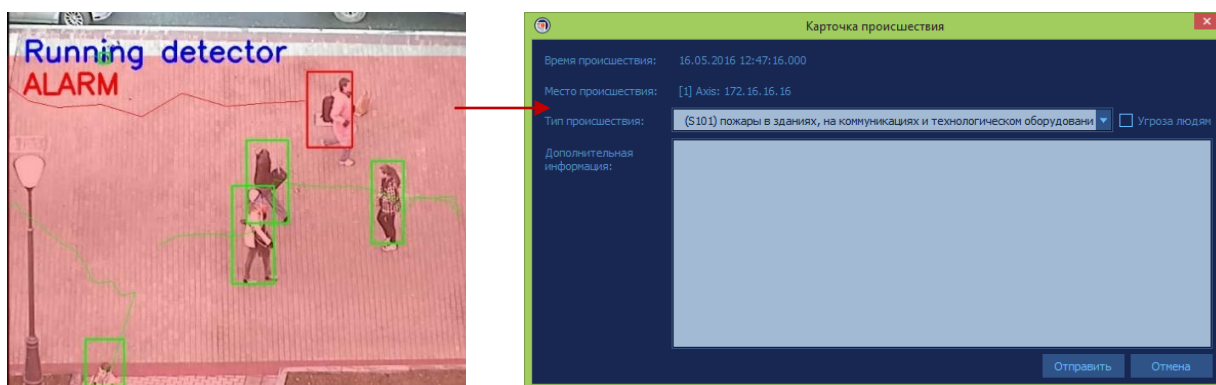 Running detector
ALARM
Карточка происшествия
Время происшествия: 16.05.2016 12:47:16.000
Место происшествия: [1] Axis: 172.16.16.16
Тип происшествия: (S101) пожары в зданиях, на коммуникациях и технологическом оборудовани Угроза людям
Дополнительная
информация:
Отправить Отмена